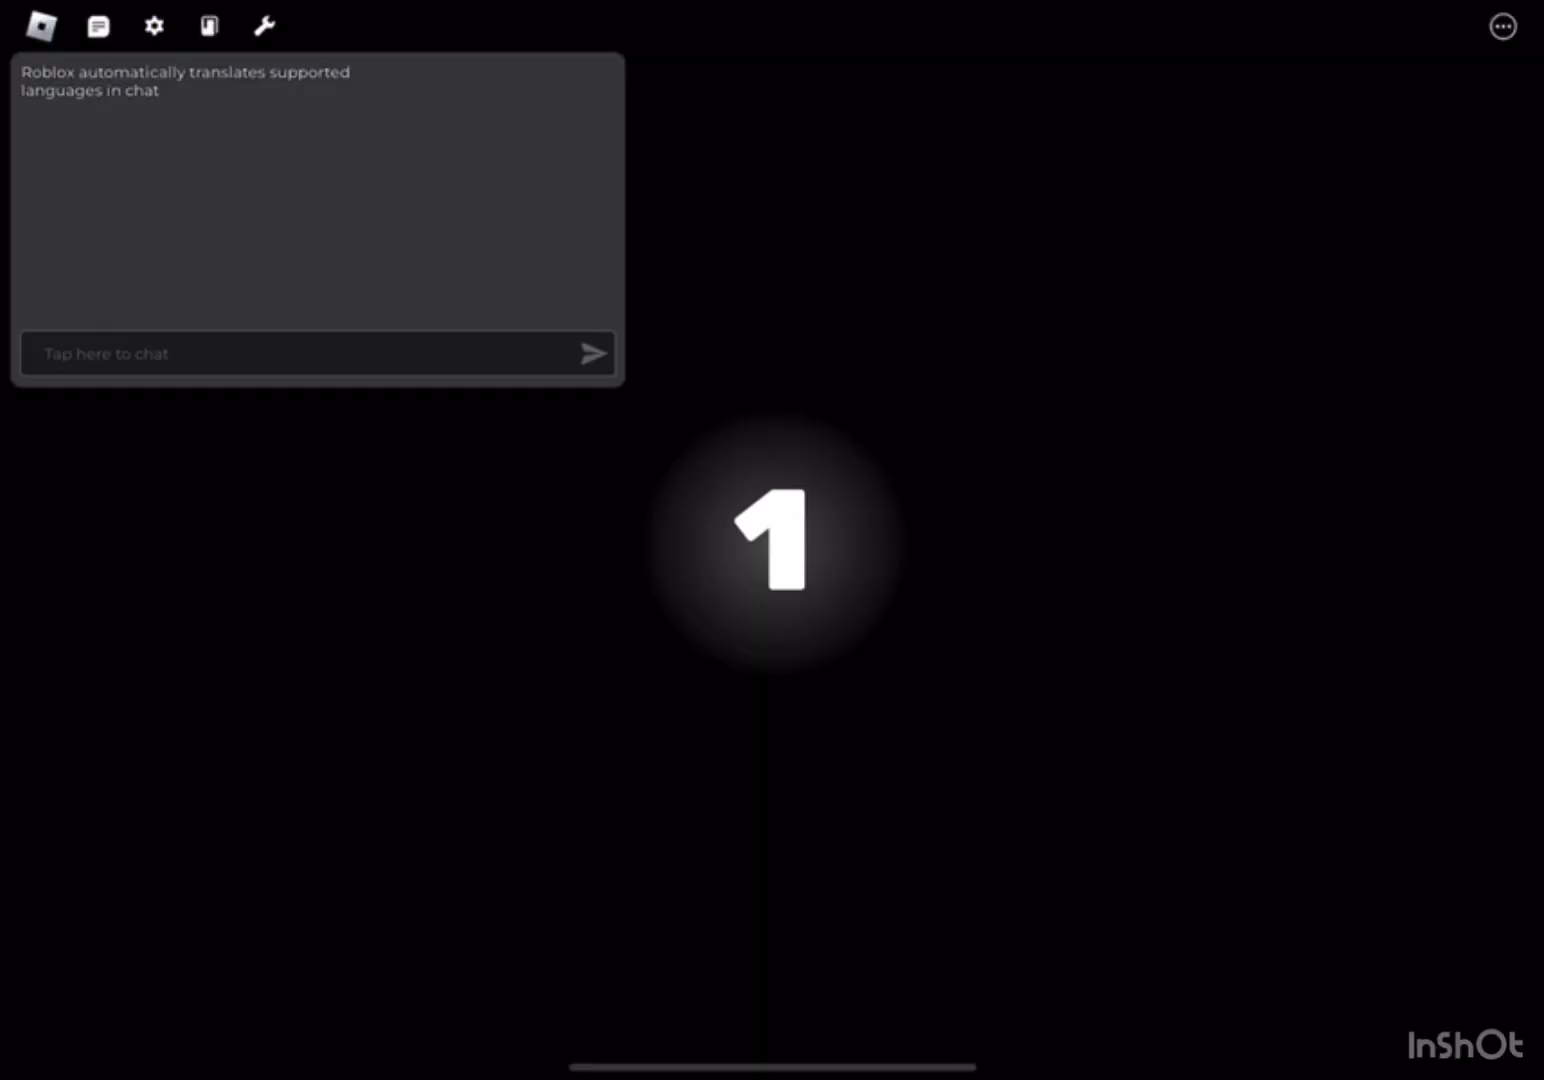 Roblox automatically translates supported
languages in chat
Tap here to chat
1
InShOt